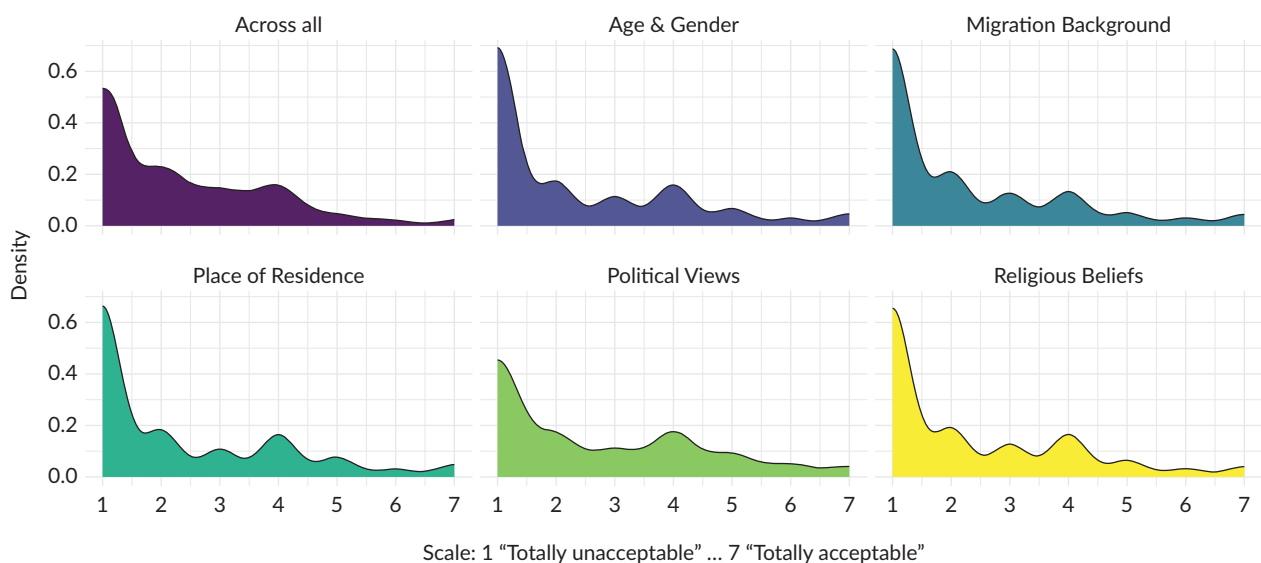 Across all
Age & Gender
Migration Background
0.6
0.4
0.2
0.0
Density
Place of Residence
Political Views
Religious Beliefs
0.6
0.4
0.2
0.0
1 2 3 4 5 6 7
1 2 3 4 5 6 7
1 2 3 4 5 6 7
Scale: 1 “Totally unacceptable” ... 7 “Totally acceptable”